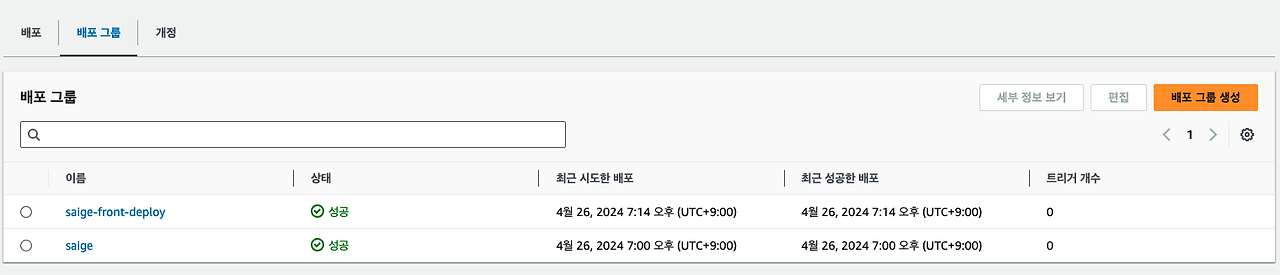 배포 배포 그룹 개정
배포 그룹 세부 정보 보기 편집 배포 그룹 생성
1
이름 상태 최근 시도한 배포 최근 성공한 배포 트리거 개수
saige-front-deploy 성공 4월 26, 2024 7:14 오후 (UTC+9:00) 4월 26, 2024 7:14 오후 (UTC+9:00) 0
saige 성공 4월 26, 2024 7:00 오후 (UTC+9:00) 4월 26, 2024 7:00 오후 (UTC+9:00) 0